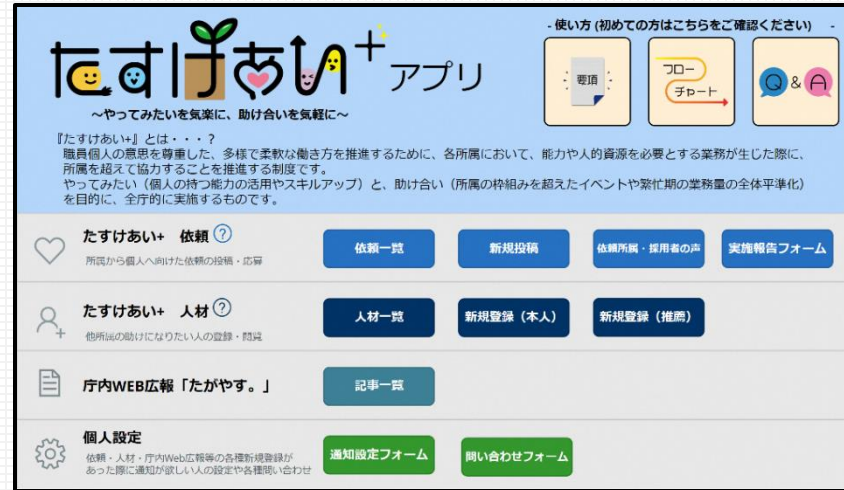 - 使い方 (初めての方はこちらをご確認ください) -
たすけあい+アプリ
要項
フロー
チャート
Q & A
～やってみたいを気楽に、助け合いを気軽に～
『たすけあい+』とは・・・？
職員個人の意思を尊重した、多様で柔軟な働き方を推進するために、各所属において、能力や人的資源を必要とする業務が生じた際に、
所属を超えて協力することを推進する制度です。
やってみたい（個人の持つ能力の活用やスキルアップ）と、助け合い（所属の枠組みを超えたイベントや繁忙期の業務量の全体平準化）
を目的に、全庁的に実施するものです。
たすけあい+　依頼 ?
所属から個人へ向けた依頼の投稿・応募
依頼一覧
新規投稿
依頼所属・採用者の声
実施報告フォーム
たすけあい+　人材 ?
他所属の助けになりたい人の登録・閲覧
人材一覧
新規登録（本人）
新規登録（推薦）
庁内WEB広報「たがやす。」
記事一覧
個人設定
依頼・人材・庁内Web広報等の各種新規登録が
あった際に通知が欲しい人の設定や各種問い合わせ
通知設定フォーム
問い合わせフォーム